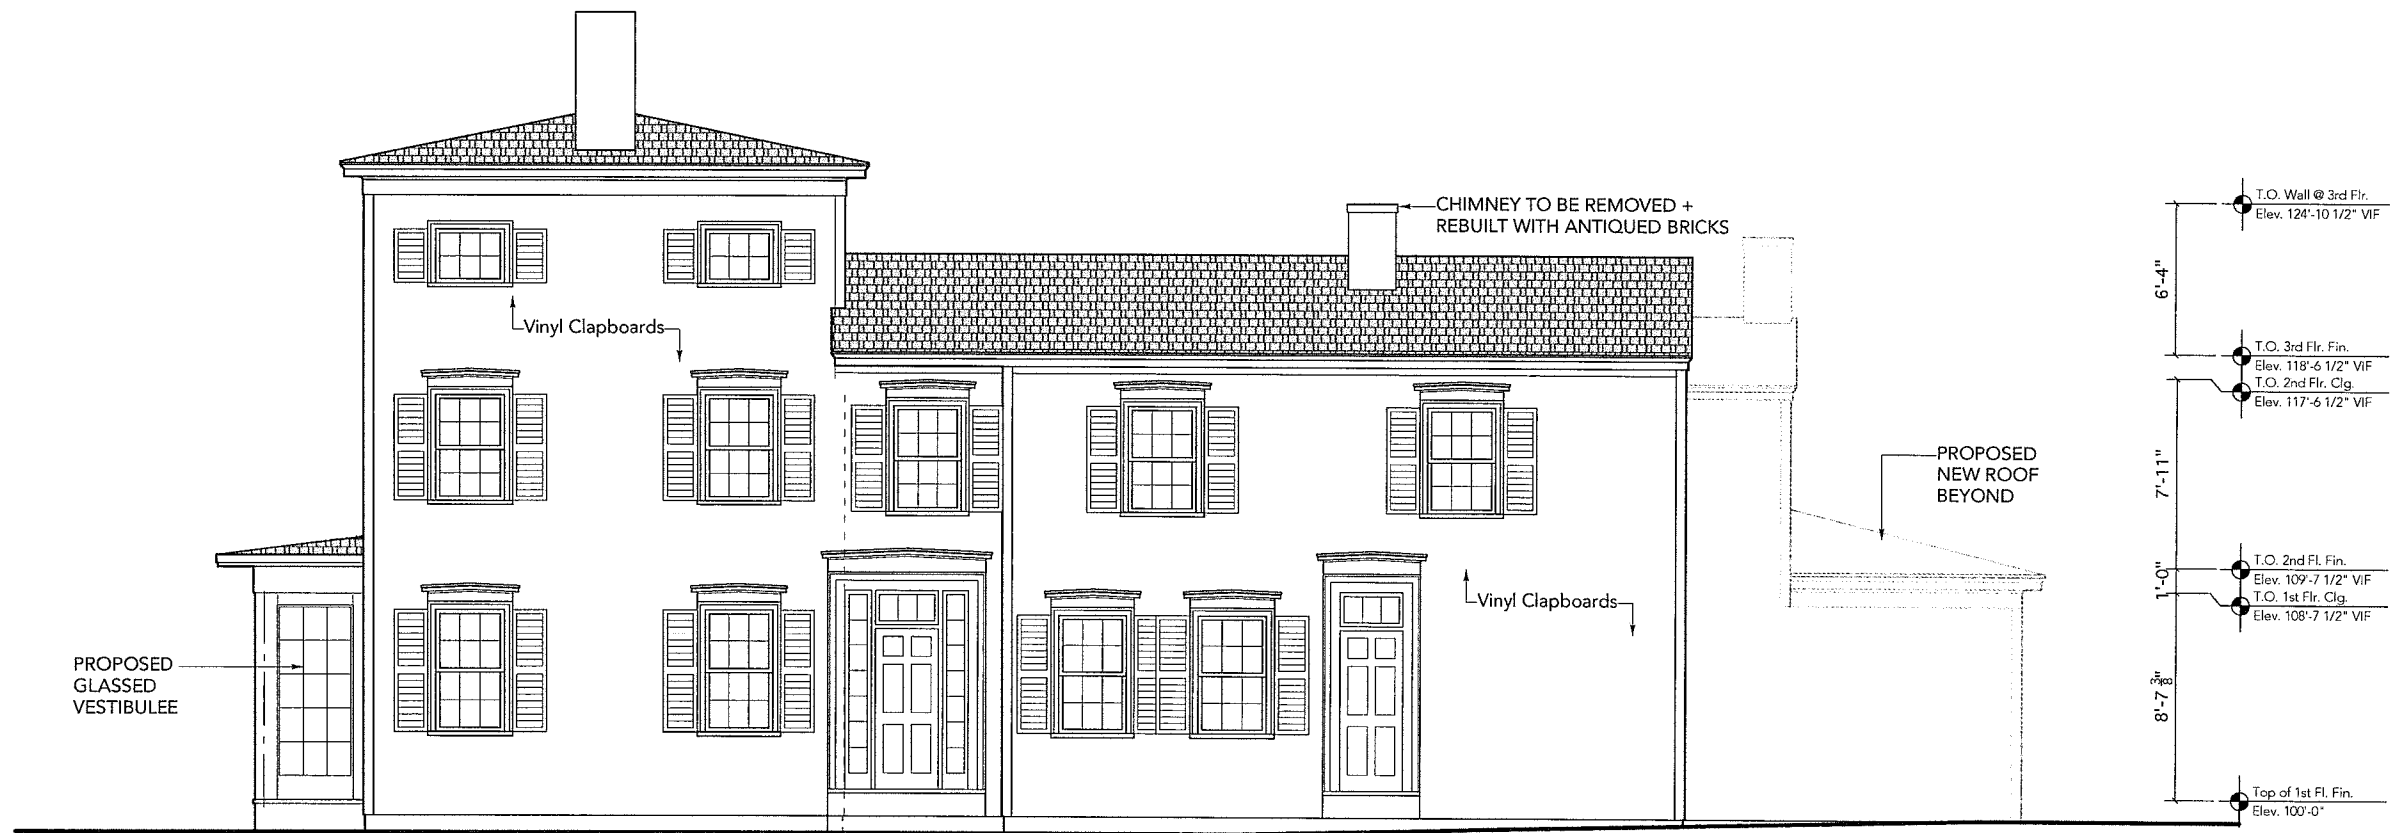 CHIMNEY TO BE REMOVED +
REBUILT WITH ANTIQUED BRICKS
Vinyl Clapboards
PROPOSED
NEW ROOF
BEYOND
Vinyl Clapboards
PROPOSED
GLASSED
VESTIBULEE
6'-4"
7'-11"
1'-0"
8'-7 3/8"
T.O. Wall @ 3rd Flr.
Elev. 124'-10 1/2" VIF
T.O. 3rd Flr. Fin.
Elev. 118'-6 1/2" VIF
T.O. 2nd Flr. Clg.
Elev. 117'-6 1/2" VIF
T.O. 2nd Fl. Fin.
Elev. 109'-7 1/2" VIF
T.O. 1st Flr. Clg.
Elev. 108'-7 1/2" VIF
Top of 1st Fl. Fin.
Elev. 100'-0"